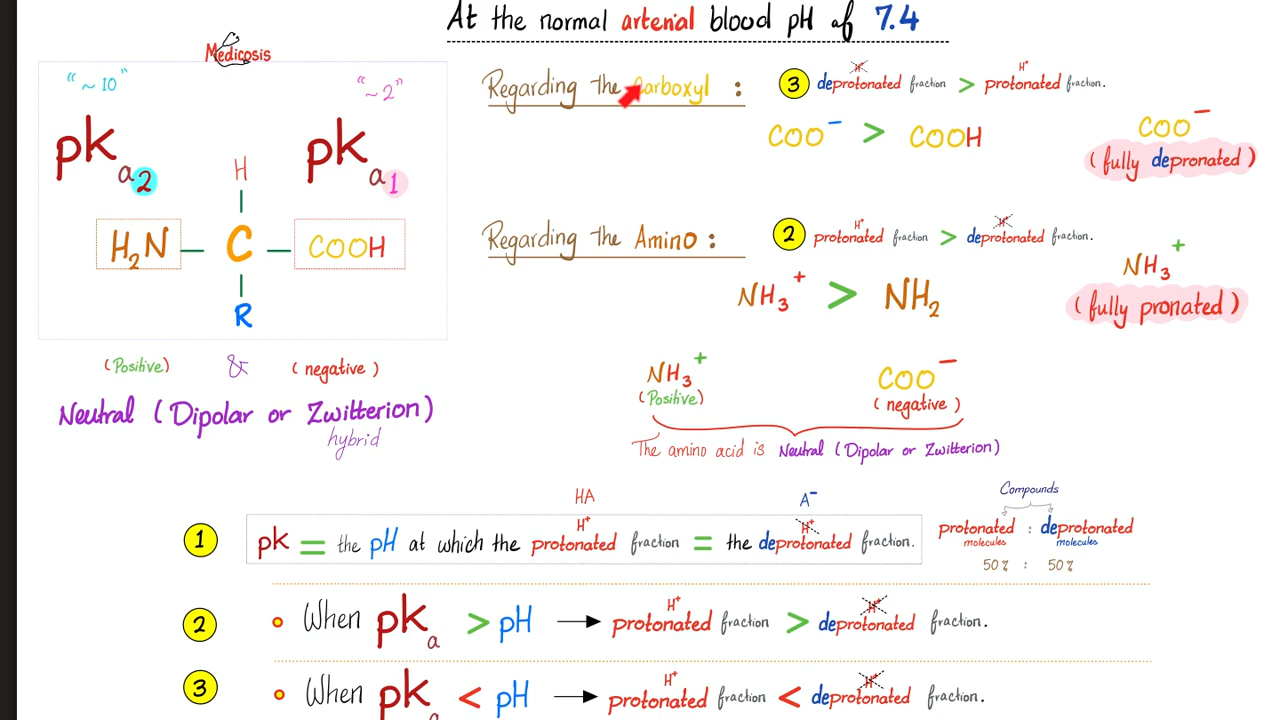 At the normal arterial blood pH of 7.4
Medicosis
"~10" "~2"
pk a2 pk a1
H
H₂N — C — COOH
R
(Positive) & (negative)
Neutral (Dipolar or Zwitterion)
hybrid
Regarding the Carboxyl :
3 H⁺ deprotonated fraction > H⁺ protonated fraction.
COO⁻ > COOH
COO⁻
(fully depronated)
Regarding the Amino :
2 H⁺ protonated fraction > H⁺ deprotonated fraction.
NH₃⁺ > NH₂
NH₃⁺
(fully pronated)
NH₃⁺ COO⁻
(Positive) (negative)
The amino acid is Neutral (Dipolar or Zwitterion)
HA A⁻
H⁺ H⁺
1 pk = the pH at which the protonated fraction = the deprotonated fraction.
Compounds
protonated : deprotonated
molecules molecules
50% : 50%
H⁺ H⁺
2 When pka > pH → protonated fraction > deprotonated fraction.
H⁺ H⁺
3 When pka < pH → protonated fraction < deprotonated fraction.